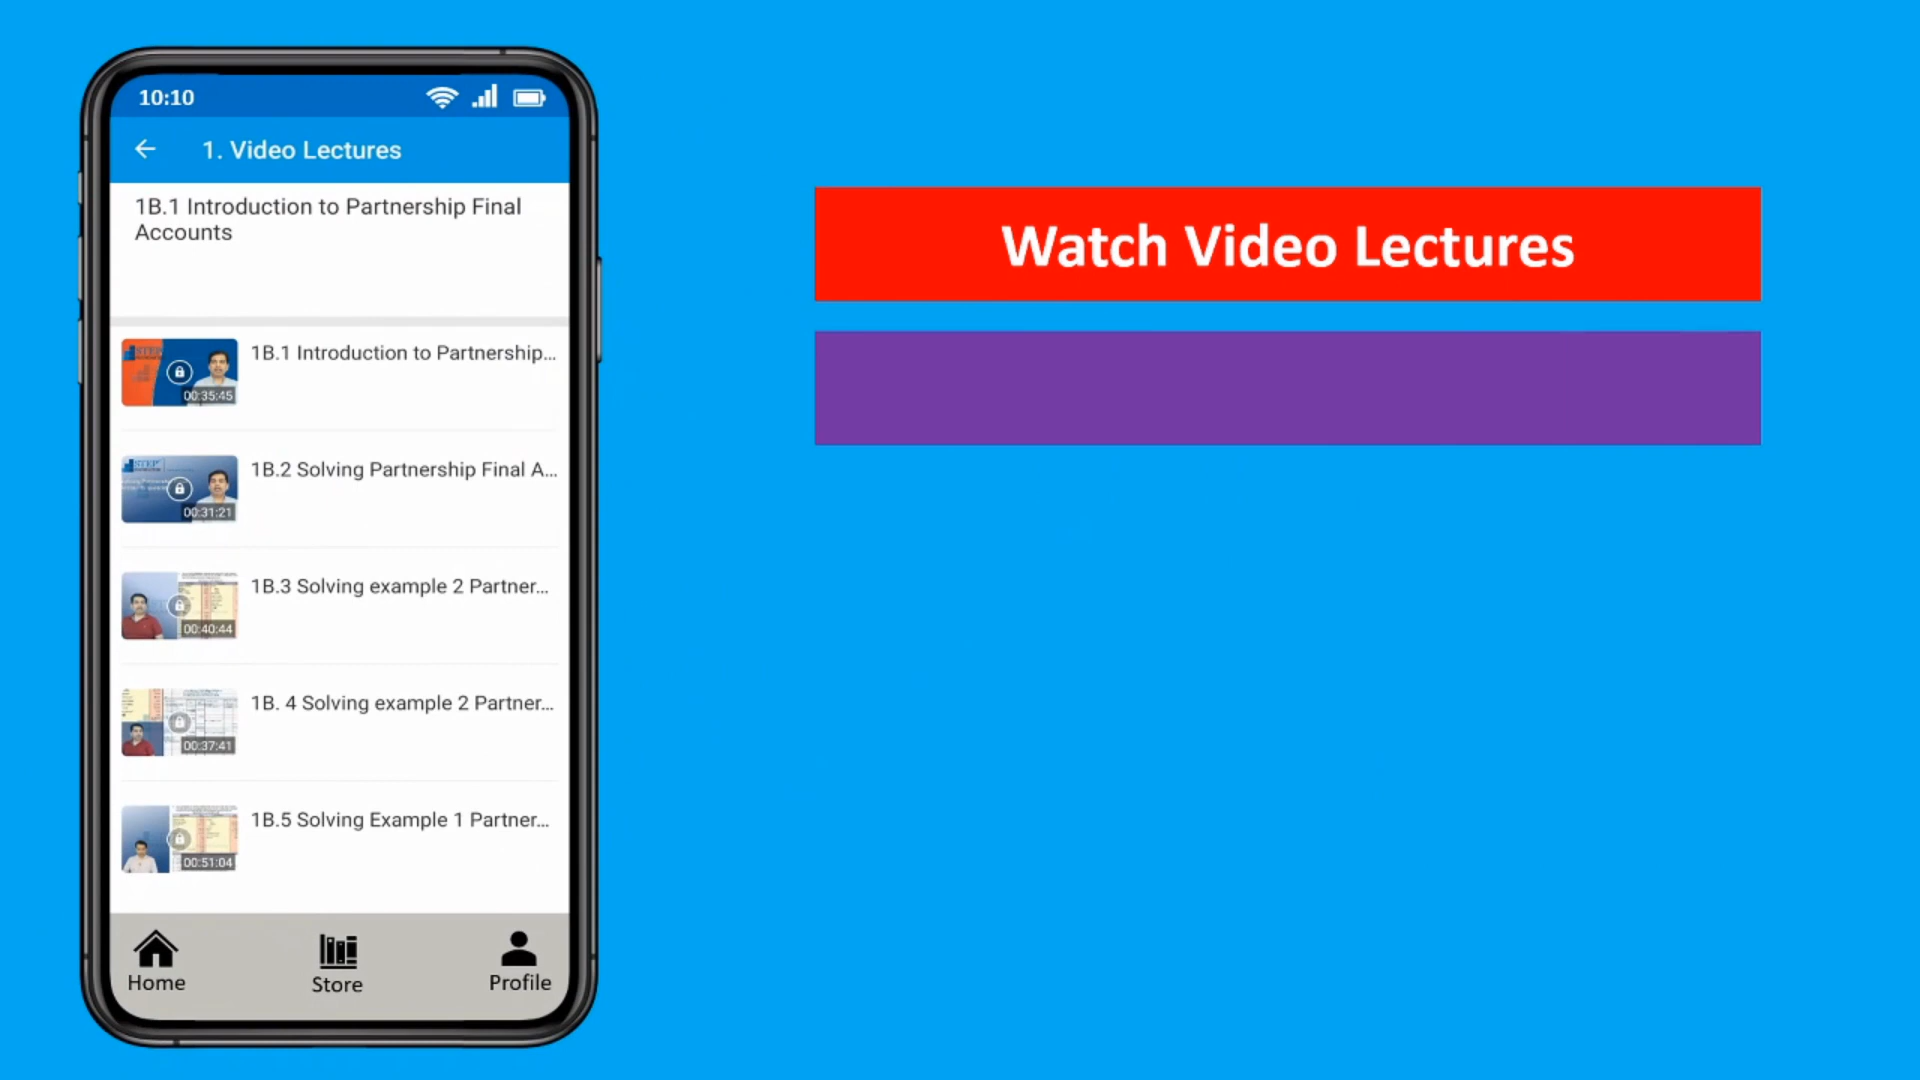 10:10
1. Video Lectures
1B.1 Introduction to Partnership Final
Accounts
1B.1 Introduction to Partnership...
STEP
00:35:45
1B.2 Solving Partnership Final A...
STEP
00:31:21
1B.3 Solving example 2 Partner...
00:40:44
1B. 4 Solving example 2 Partner...
00:37:41
1B.5 Solving Example 1 Partner...
00:51:04
Home
Store
Profile
Watch Video Lectures